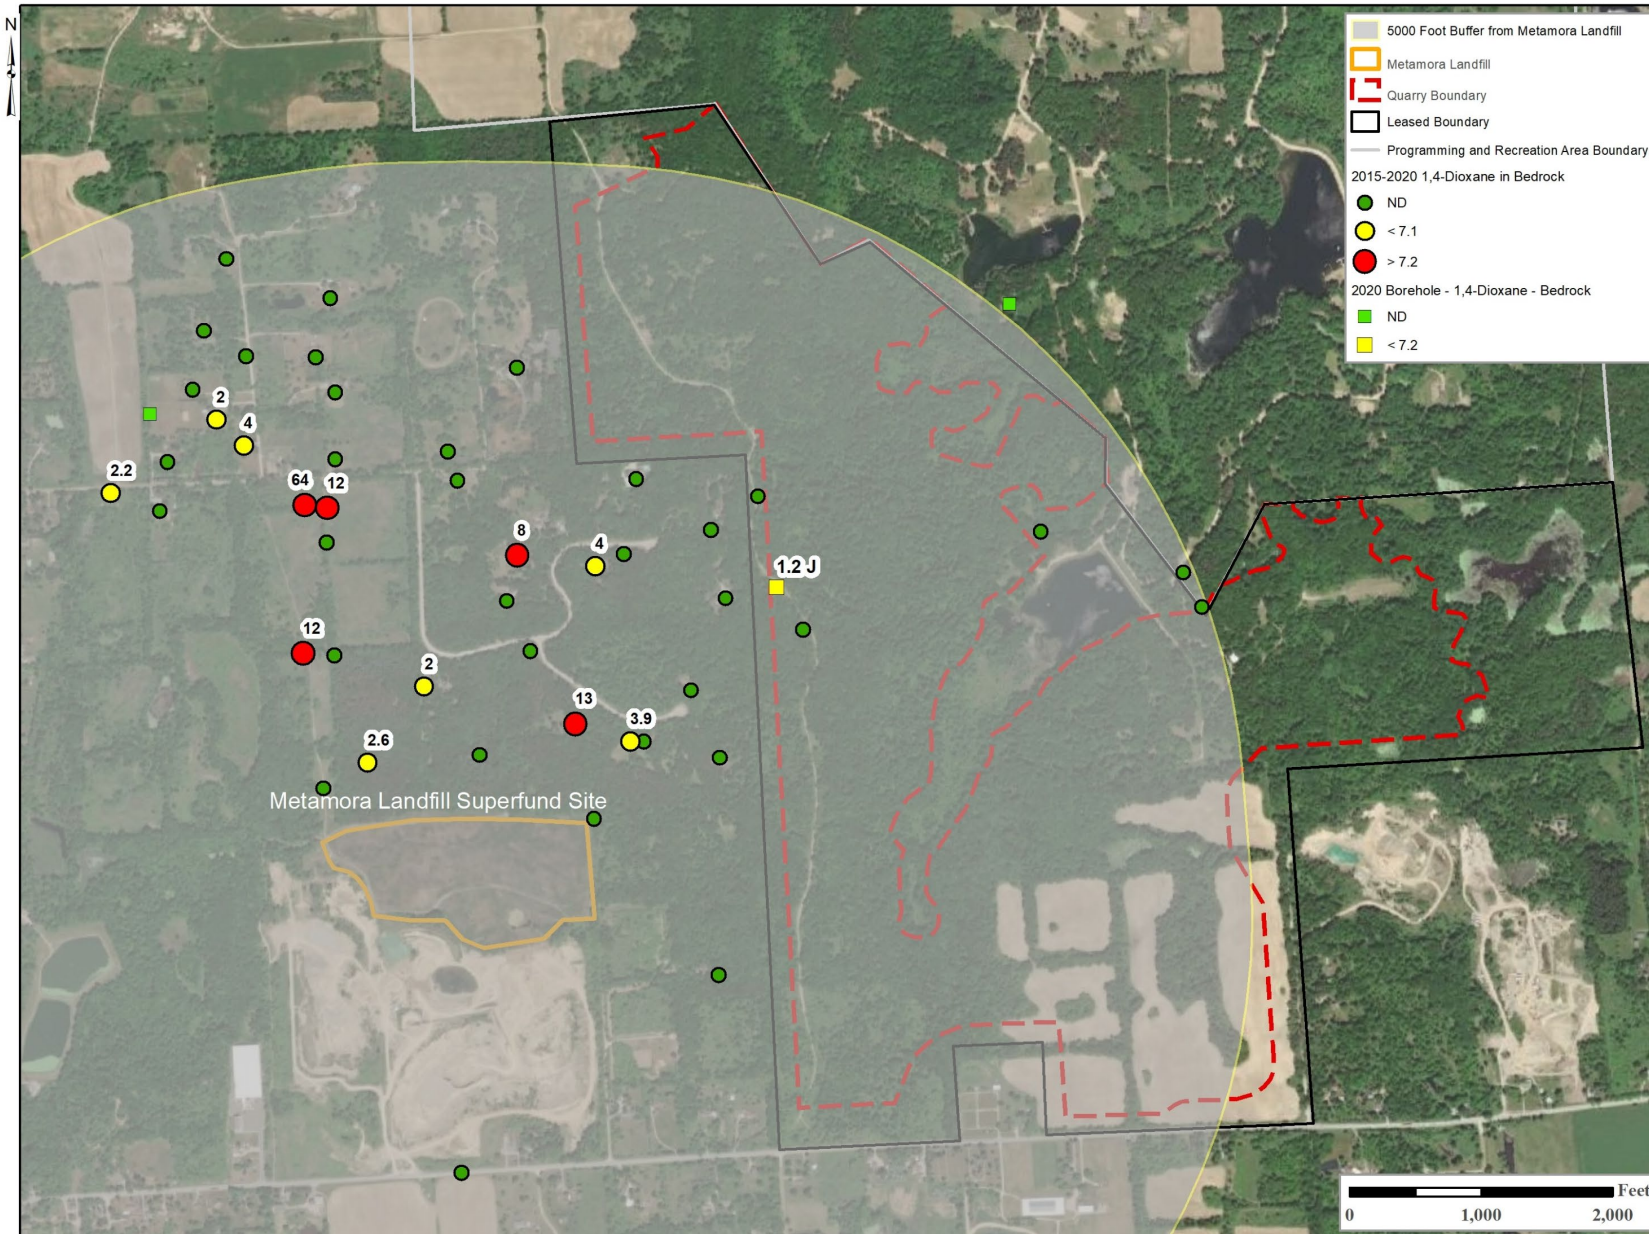 N
5000 Foot Buffer from Metamora Landfill
Metamora Landfill
Quarry Boundary
Leased Boundary
Programming and Recreation Area Boundary
2015-2020 1,4-Dioxane in Bedrock
ND
< 7.1
> 7.2
2020 Borehole - 1,4-Dioxane - Bedrock
ND
< 7.2
2
4
2.2
64
12
8
4
1.2 J
12
2
13
3.9
2.6
Metamora Landfill Superfund Site
Feet
0 1,000 2,000